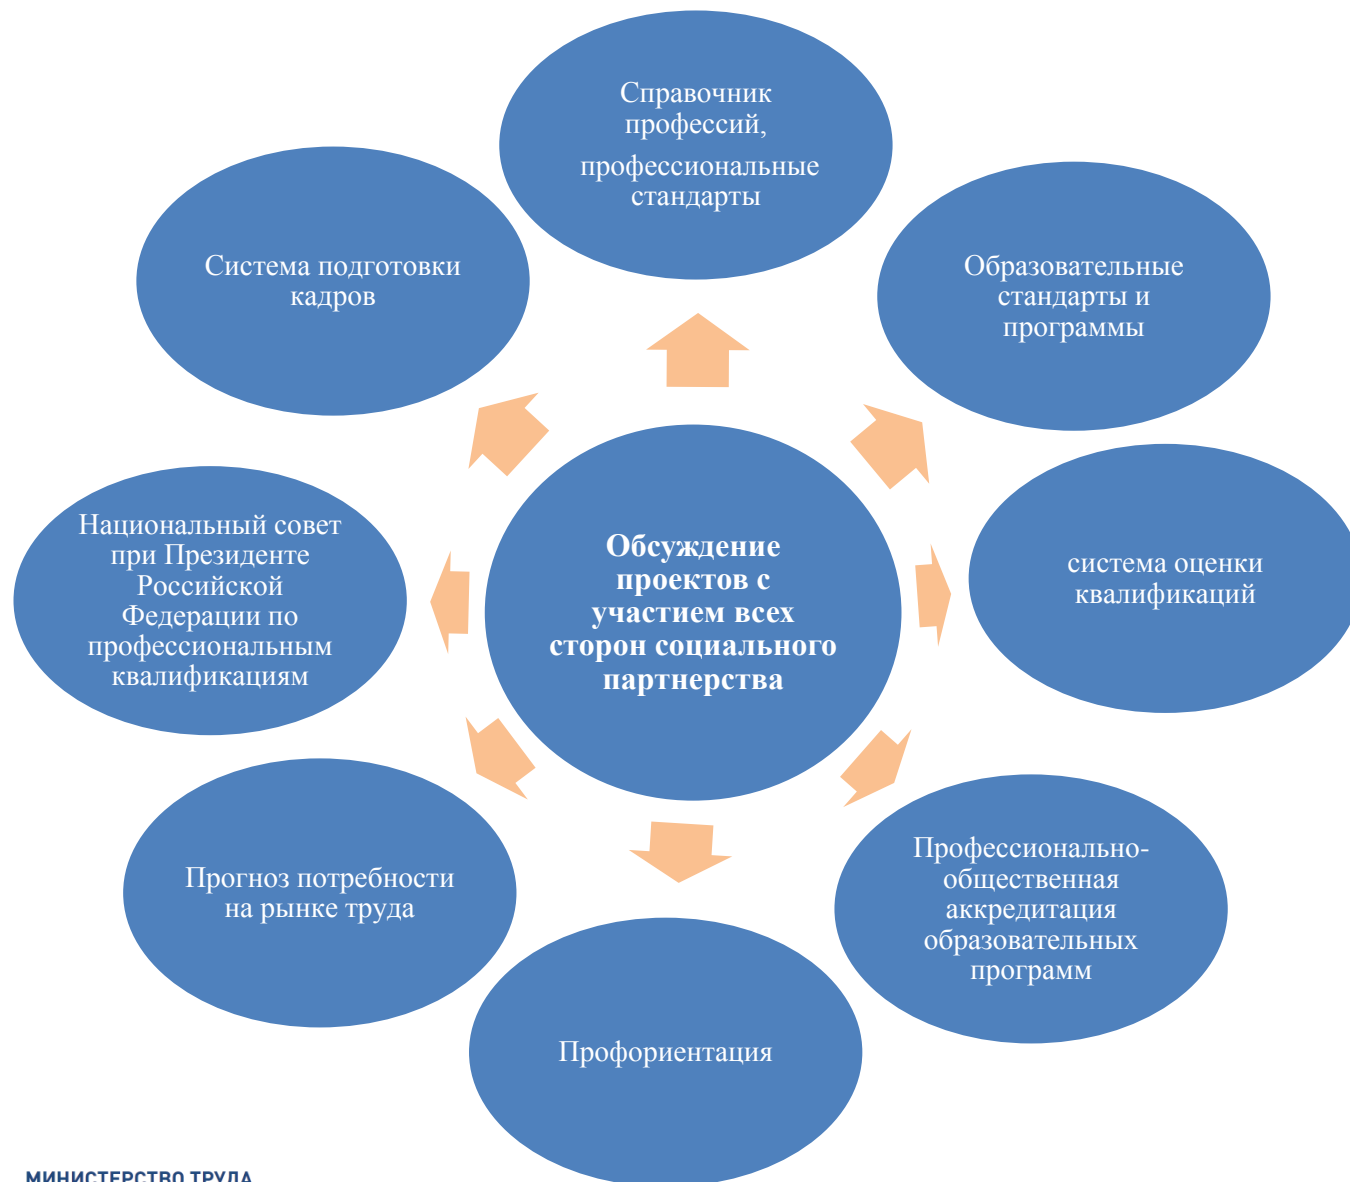 Справочник
профессий,
профессиональные
стандарты
Система подготовки
кадров
Образовательные
стандарты и
программы
Национальный совет
при Президенте
Российской
Федерации по
профессиональным
квалификациям
Обсуждение
проектов с
участием всех
сторон социального
партнерства
система оценки
квалификаций
Прогноз потребности
на рынке труда
Профессионально-
общественная
аккредитация
образовательных
программ
Профориентация
МИНИСТЕРСТВО ТРУДА